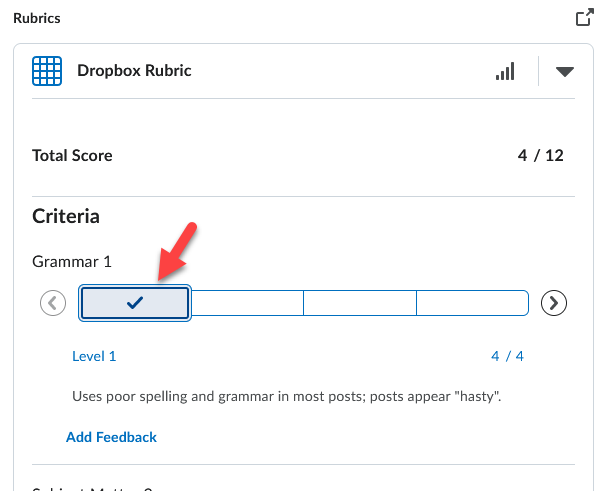 Rubrics
Dropbox Rubric
Total Score 4 / 12
Criteria
Grammar 1
Level 1 4 / 4
Uses poor spelling and grammar in most posts; posts appear "hasty".
Add Feedback